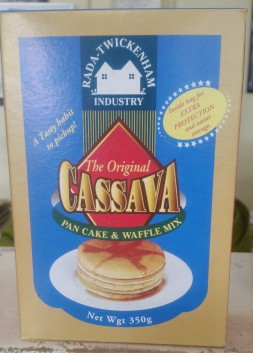 RADA-TWICKENHAM
INDUSTRY
A Tasty habit
to pickup!
Inside bag for
EXTRA
PROTECTION
The Original
CASSAVA
PAN CAKE & WAFFLE MIX
Net Wgt 350g